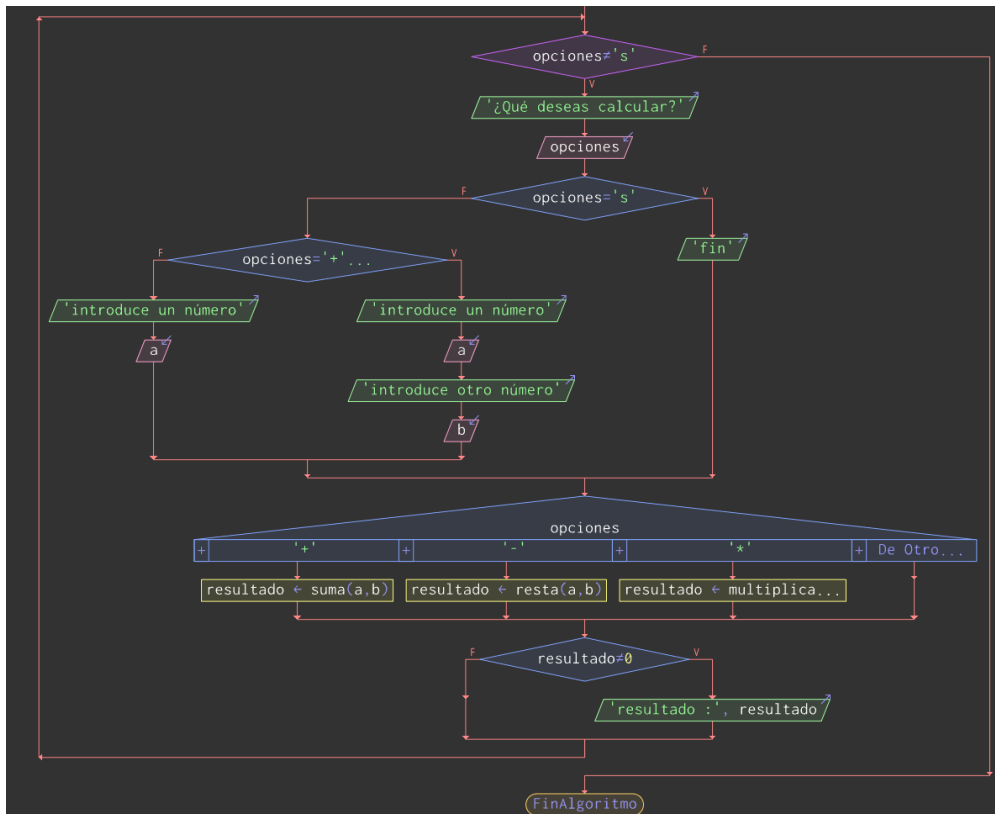 opciones≠'s'
F
V
'¿Qué deseas calcular?'
opciones
opciones='s'
F
V
'fin'
opciones='+'...
F
V
'introduce un número'
'introduce un número'
a
a
'introduce otro número'
b
opciones
+ '+' + '-' + '*' + De Otro...
resultado ← suma(a,b)
resultado ← resta(a,b)
resultado ← multiplica...
resultado≠0
F
V
'resultado :', resultado
FinAlgoritmo